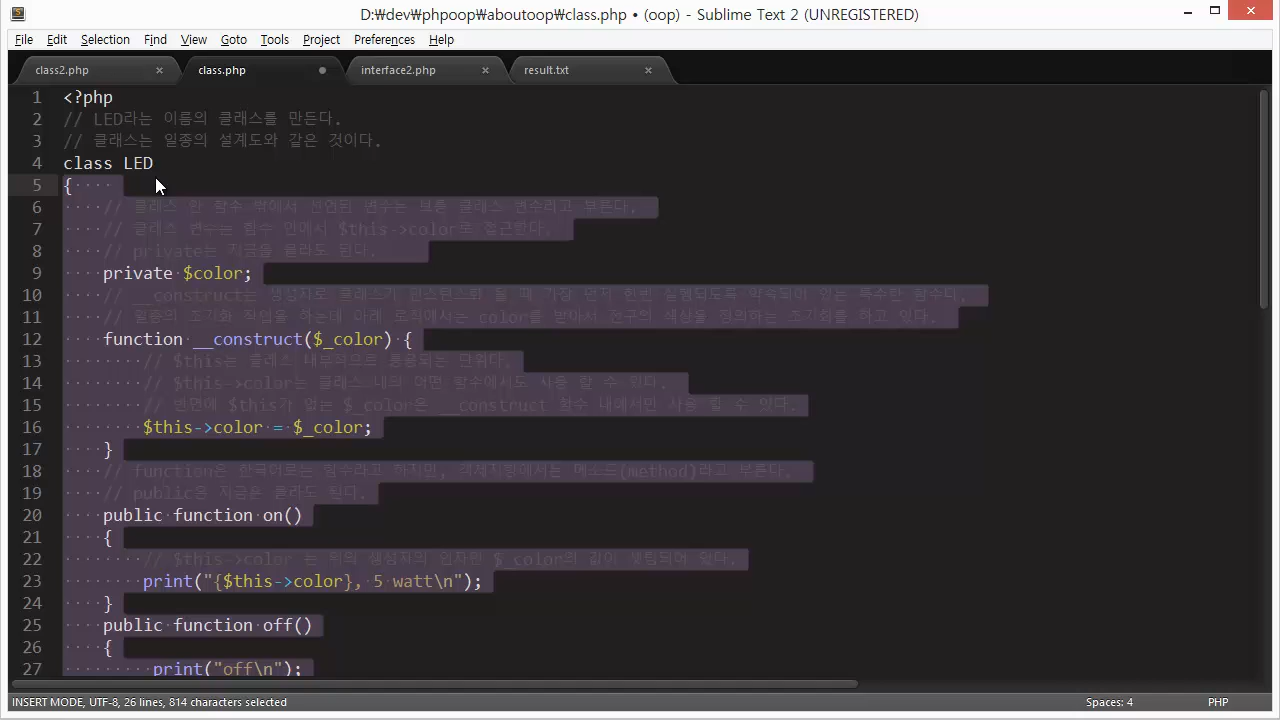 D:₩dev₩phpoop₩aboutoop₩class.php • (oop) - Sublime Text 2 (UNREGISTERED)
File Edit Selection Find View Goto Tools Project Preferences Help
class2.php × class.php interface2.php × result.txt ×
1 <?php
2 // LED라는 이름의 클래스를 만든다.
3 // 클래스는 일종의 설계도와 같은 것이다.
4 class LED
5 {
6 // 클래스 안 함수 밖에서 선언된 변수는 보통 클래스 변수라고 부른다.
7 // 클래스 변수는 함수 안에서 $this->color로 접근한다.
8 // private는 지금은 몰라도 된다.
9 private $color;
10 // __construct는 생성자로 클래스가 인스턴스화 될 때 가장 먼저 한번 실행되도록 약속되어 있는 특수한 함수다.
11 // 일종의 초기화 작업을 하는데 아래 로직에서는 color를 받아서 전구의 색상을 정의하는 초기화를 하고 있다.
12 function __construct($_color) {
13 // $this는 클래스 내부적으로 통용되는 단위다.
14 // $this->color는 클래스 내의 어떤 함수에서도 사용 할 수 있다.
15 // 반면에 $this가 없는 $_color은 __construct 함수 내에서만 사용 할 수 있다.
16 $this->color = $_color;
17 }
18 // function은 한국어로는 함수라고 하지만, 객체지향에서는 메소드(method)라고 부른다.
19 // public은 지금은 몰라도 된다.
20 public function on()
21 {
22 // $this->color 는 위의 생성자의 인자인 $_color의 값이 셋팅되어 있다.
23 print("{$this->color}, 5 watt\n");
24 }
25 public function off()
26 {
27 print("off\n");
INSERT MODE, UTF-8, 26 lines, 814 characters selected Spaces: 4 PHP